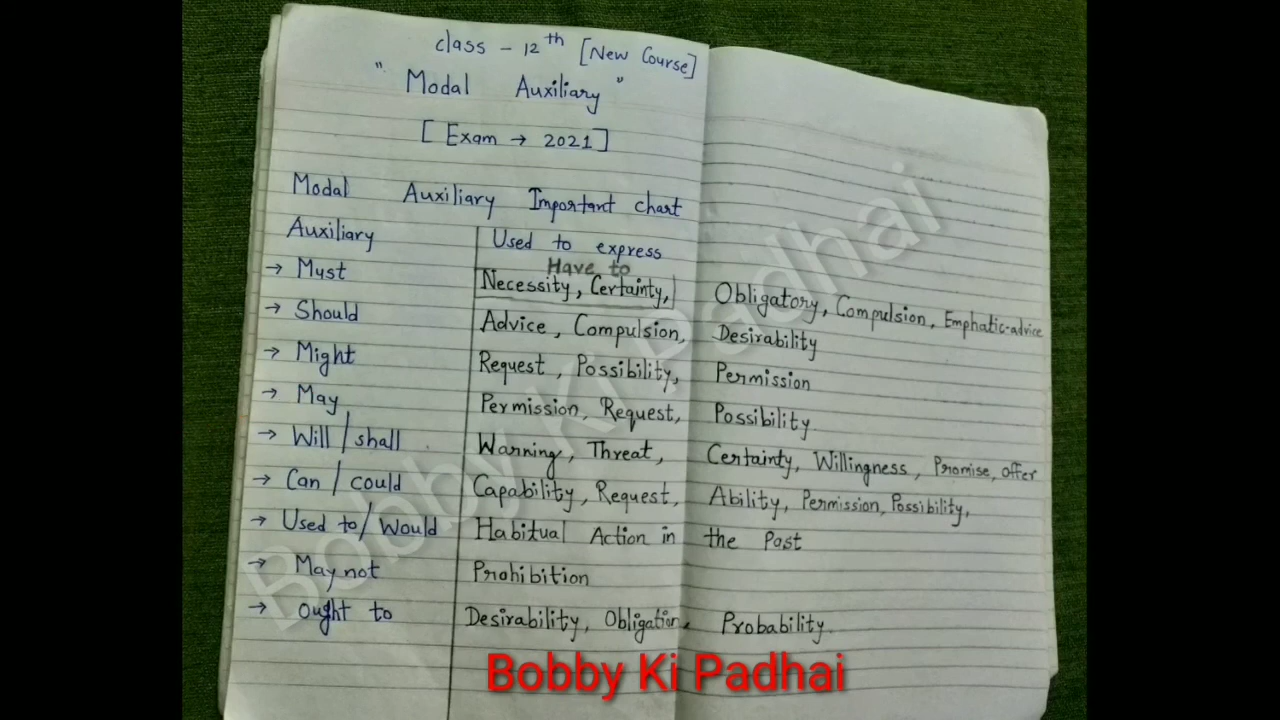 class - 12th [New Course]
"Modal Auxiliary"
[Exam → 2021]
Modal Auxiliary Important chart
Auxiliary Used to express
Have to
→ Must Necessity, Certainty, Obligatory, Compulsion, Emphatic-advice
→ Should Advice, Compulsion, Desirability
→ Might Request, Possibility, Permission
→ May Permission, Request, Possibility
→ Will / shall Warning, Threat, Certainty, Willingness, Promise, offer
→ Can / could Capability, Request, Ability, Permission, Possibility,
→ Used to / Would Habitual Action in the Past
→ May not Prohibition
→ ought to Desirability, Obligation, Probability.
Bobby Ki Padhai
Bobby Ki Padhai